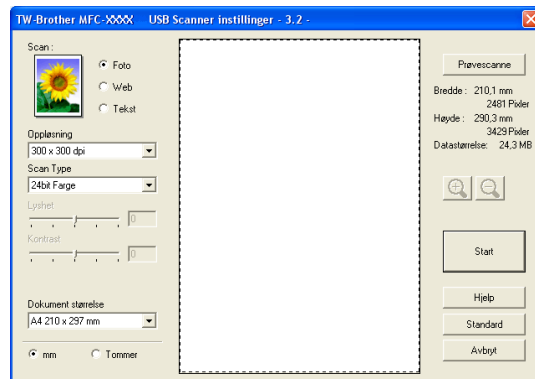 TW-Brother MFC-XXXX USB Scanner instillinger - 3.2 -
Scan :
Foto
Web
Tekst
Oppløsning
300 x 300 dpi
Scan Type
24bit Farge
Lyshet
0
Kontrast
0
Dokument størrelse
A4 210 x 297 mm
mm
Tommer
Prøvescanne
Bredde : 210,1 mm
2481 Pixler
Høyde : 290,3 mm
3429 Pixler
Datastørrelse: 24,3 MB
Start
Hjelp
Standard
Avbryt